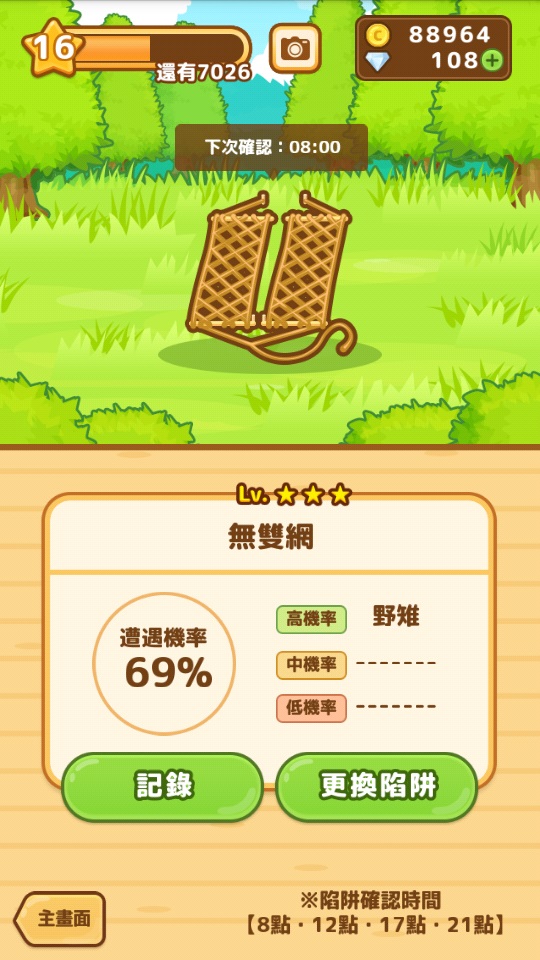 16
還有7026
C 88964
108
下次確認：08:00
Lv.
無雙網
遭遇機率
69%
高機率 野雉
中機率 -------
低機率 -------
記錄
更換陷阱
主畫面
※陷阱確認時間
【8點・12點・17點・21點】